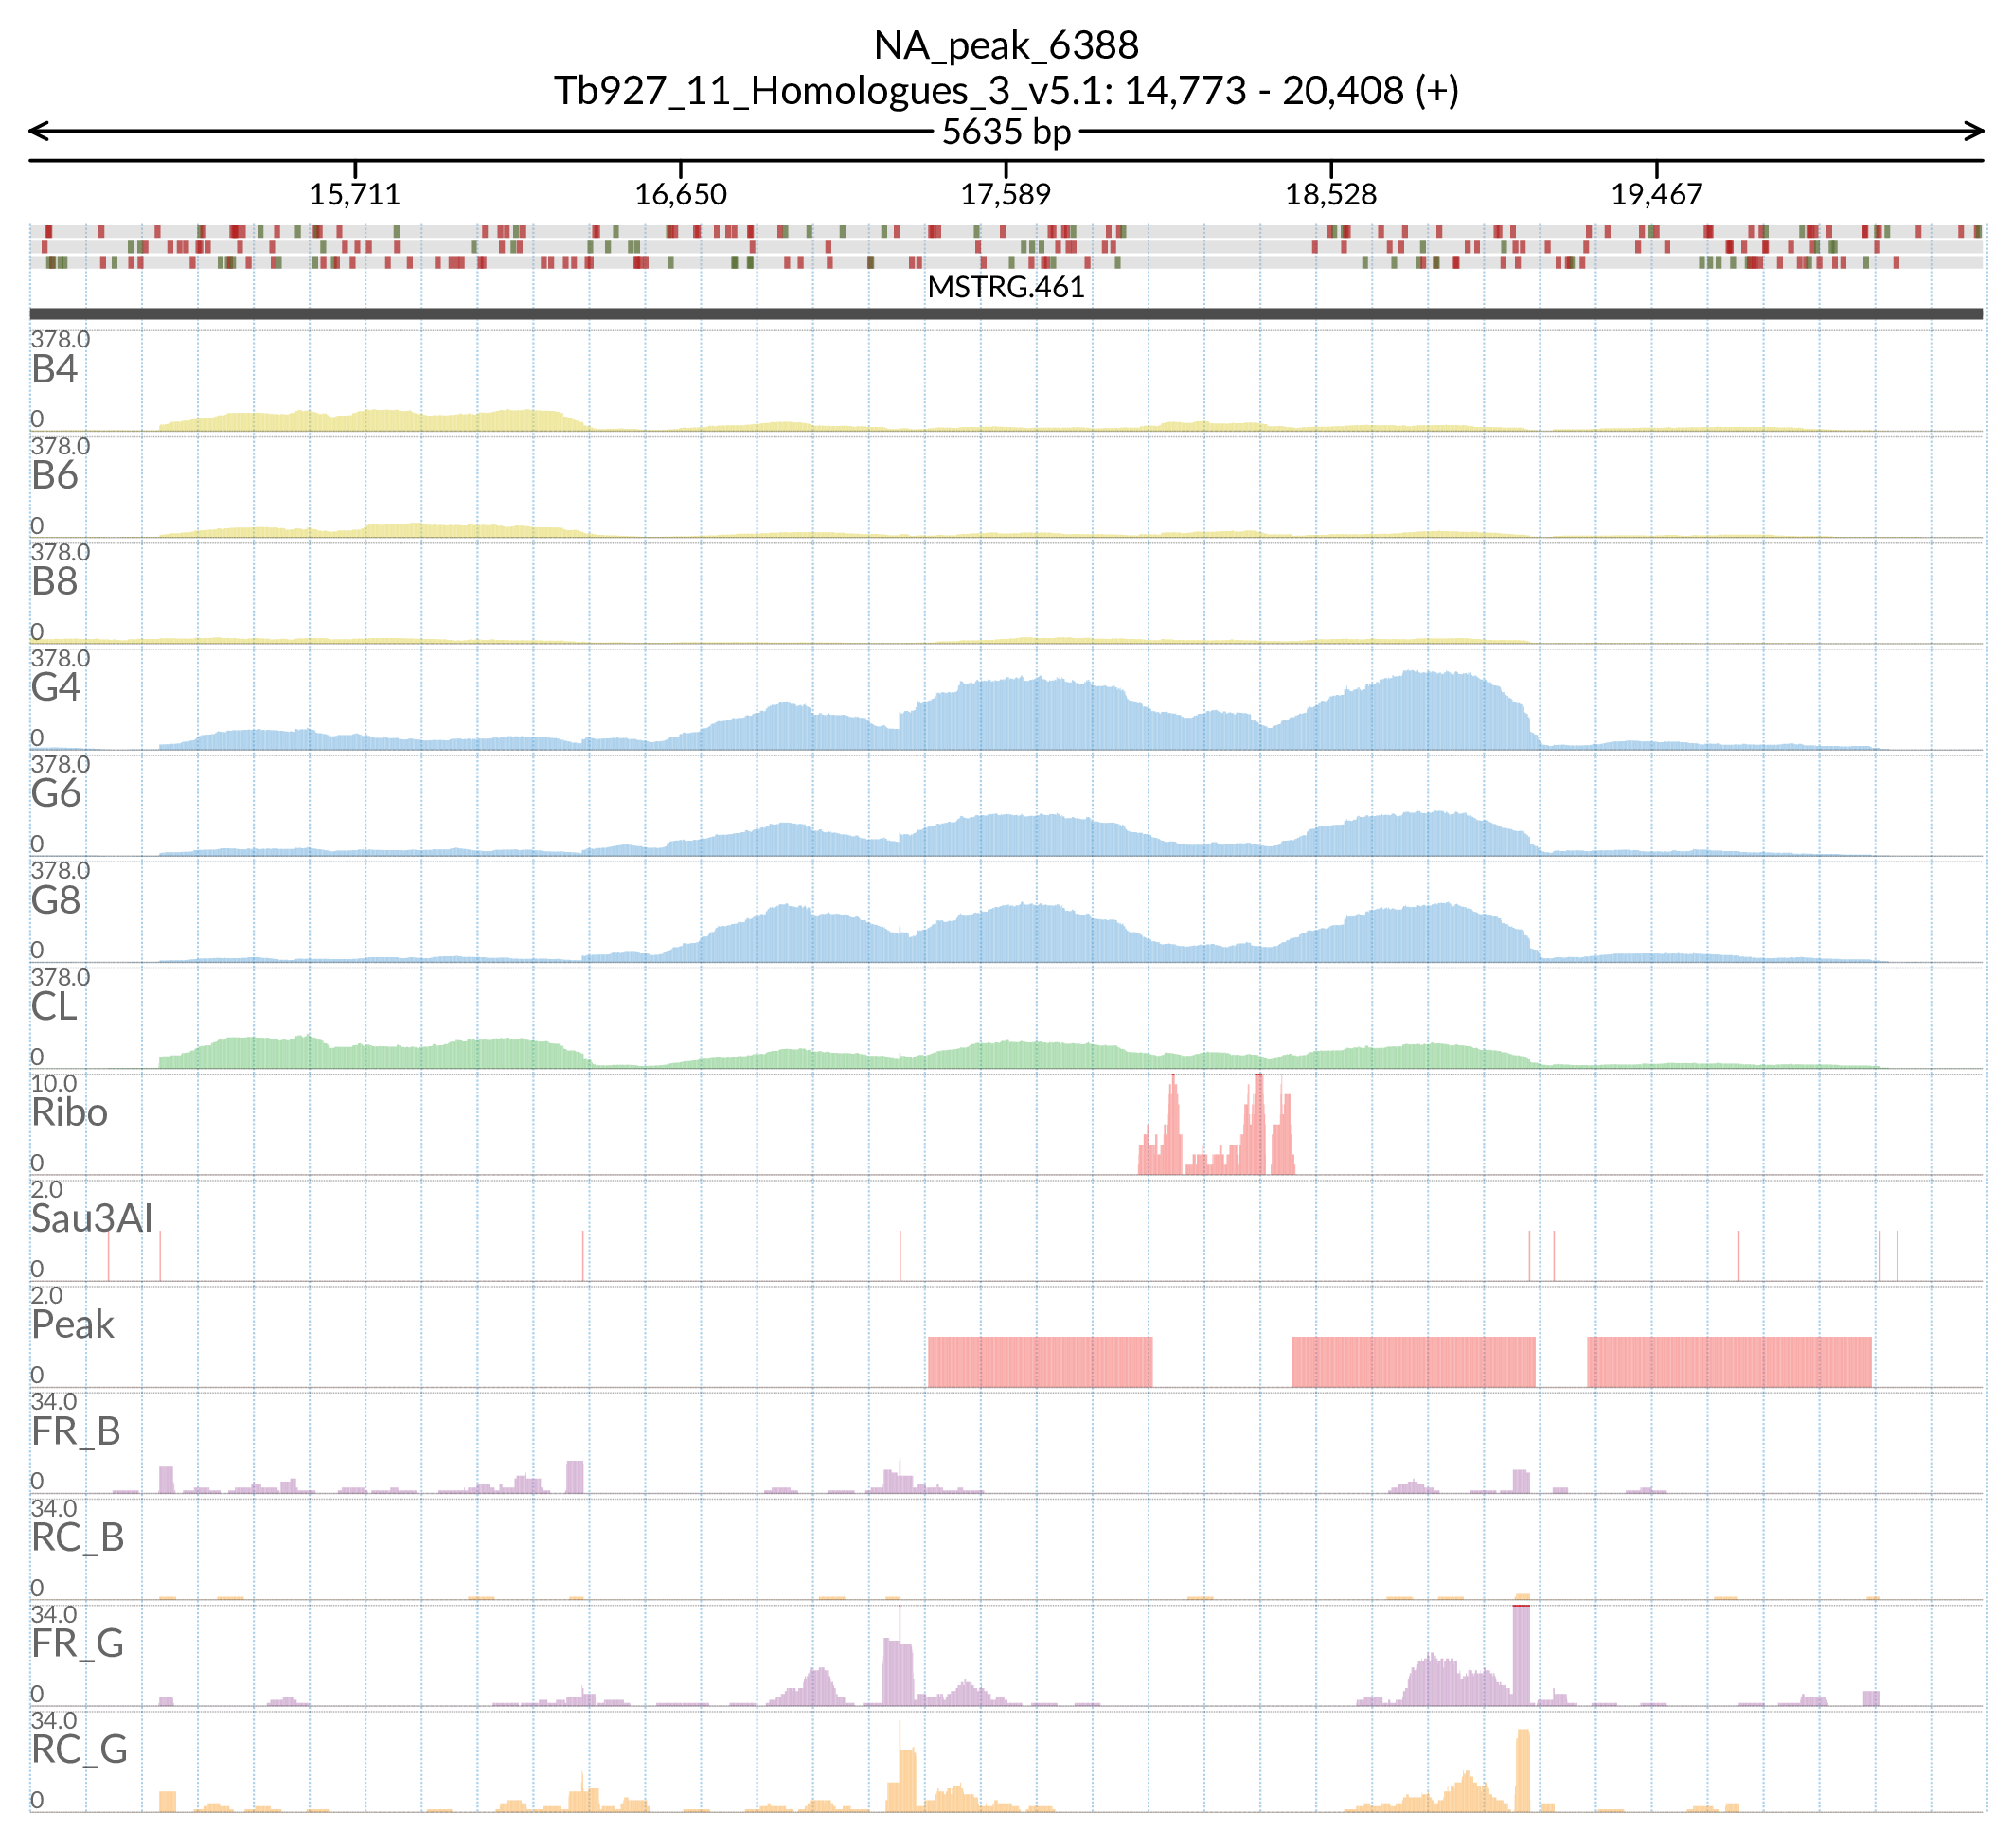 NA_peak_6388
Tb927_11_Homologues_3_v5.1: 14,773 - 20,408 (+)
5635 bp
15,711 16,650 17,589 18,528 19,467
MSTRG.461
378.0
B4
0
378.0
B6
0
378.0
B8
0
378.0
G4
0
378.0
G6
0
378.0
G8
0
378.0
CL
0
10.0
Ribo
0
2.0
Sau3AI
0
2.0
Peak
0
34.0
FR_B
0
34.0
RC_B
0
34.0
FR_G
0
34.0
RC_G
0